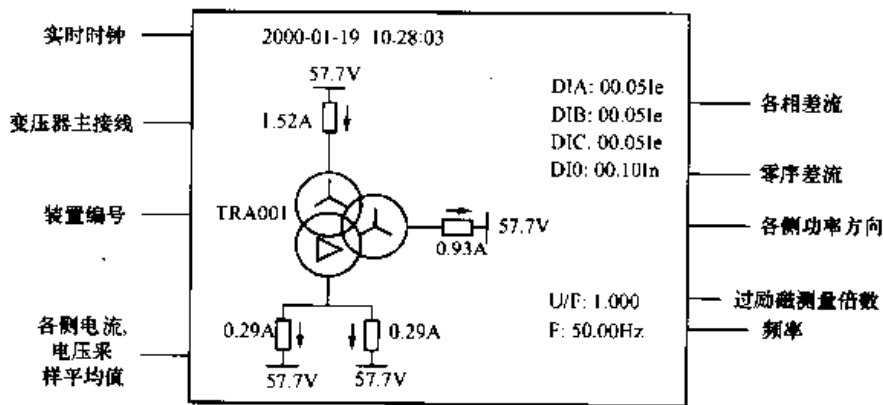 实时时钟
变压器主接线
装置编号
各侧电流,
电压采
样平均值
2000-01-19 10:28:03
57.7V
1.52A
TRA001
57.7V
0.93A
0.29A
0.29A
57.7V
57.7V
DIA: 00.05Ie
DIB: 00.05Ie
DIC: 00.05Ie
DI0: 00.10In
U/F: 1.000
F: 50.00Hz
各相差流
零序差流
各侧功率方向
过励磁测量倍数
频率